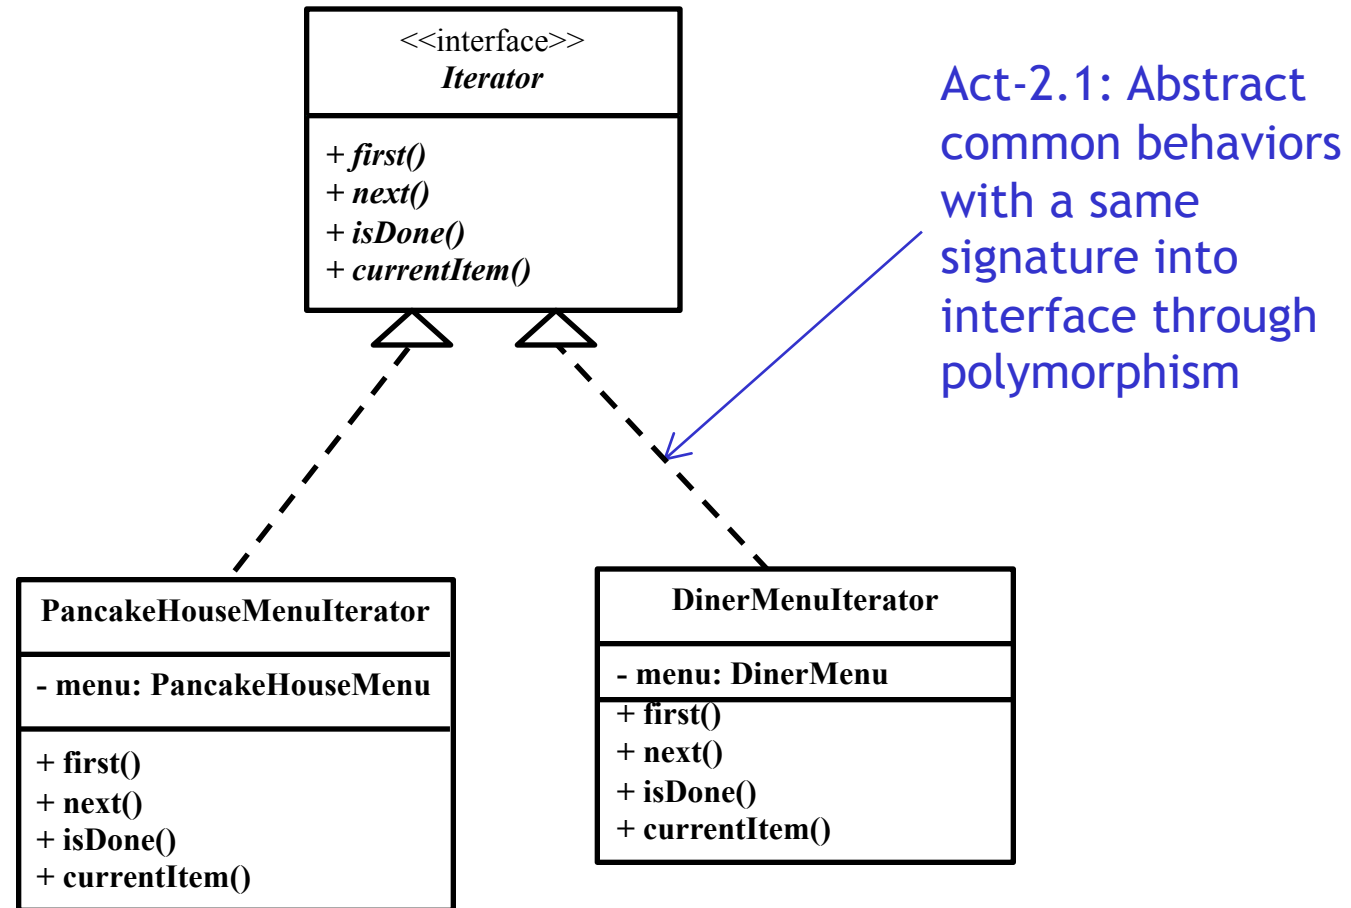 <<interface>>
Iterator
+ first()
+ next()
+ isDone()
+ currentItem()
Act-2.1: Abstract
common behaviors
with a same
signature into
interface through
polymorphism
PancakeHouseMenuIterator
- menu: PancakeHouseMenu
+ first()
+ next()
+ isDone()
+ currentItem()
DinerMenuIterator
- menu: DinerMenu
+ first()
+ next()
+ isDone()
+ currentItem()